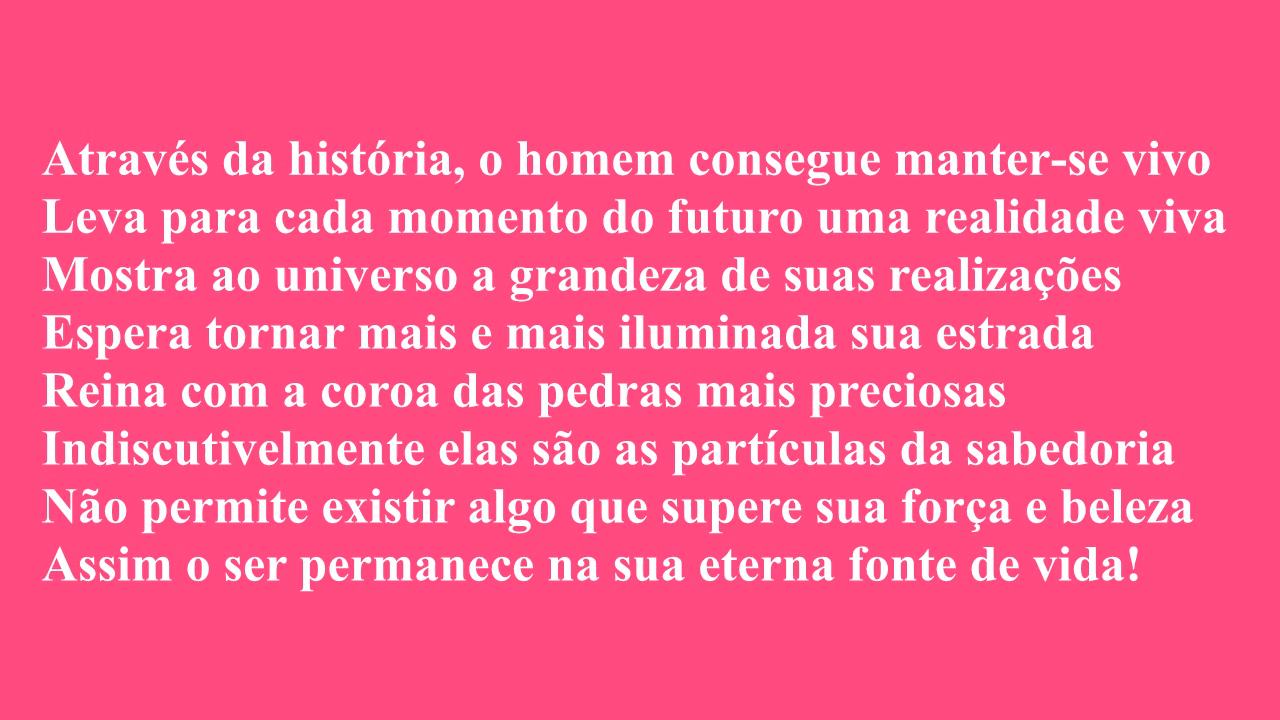 Através da história, o homem consegue manter-se vivo
Leva para cada momento do futuro uma realidade viva
Mostra ao universo a grandeza de suas realizações
Espera tornar mais e mais iluminada sua estrada
Reina com a coroa das pedras mais preciosas
Indiscutivelmente elas são as partículas da sabedoria
Não permite existir algo que supere sua força e beleza
Assim o ser permanece na sua eterna fonte de vida!